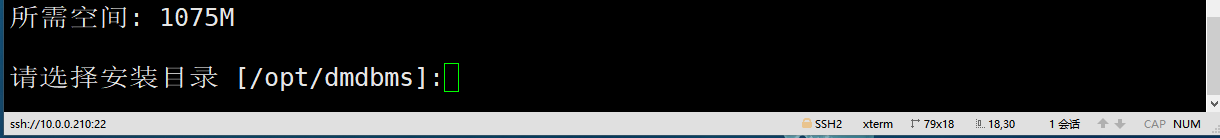 所需空间: 1075M
请选择安装目录 [/opt/dmdbms]:
ssh://10.0.0.210:22 SSH2 xterm 79x18 18,30 1 会话 CAP NUM